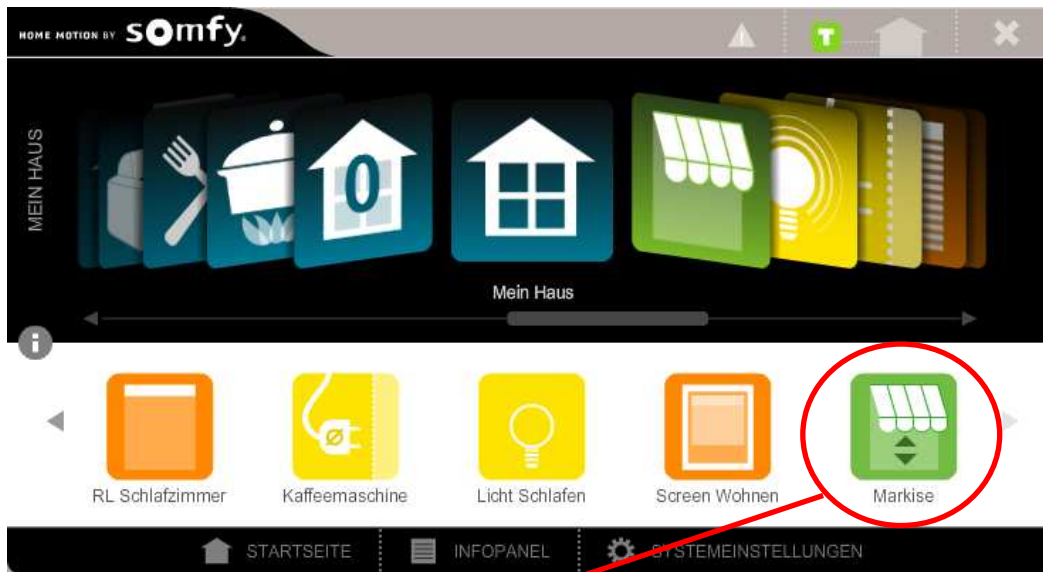 HOME MOTION BY somfy.
T
MEIN HAUS
0
Mein Haus
i
RL Schlafzimmer
Kaffeemaschine
Licht Schlafen
Screen Wohnen
Markise
STARTSEITE
INFOPANEL
SYSTEMEINSTELLUNGEN